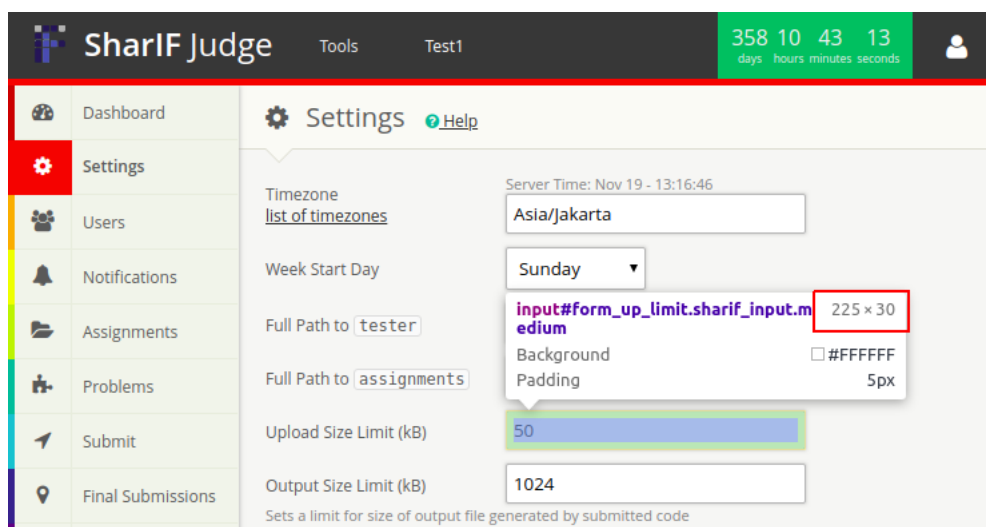 SharIF Judge
Tools
Test1
358 10 43 13
days hours minutes seconds
Dashboard
Settings
Users
Notifications
Assignments
Problems
Submit
Final Submissions
Settings Help
Server Time: Nov 19 - 13:16:46
Timezone
list of timezones
Asia/Jakarta
Week Start Day
Sunday
input#form_up_limit.sharif_input.m
edium
225 × 30
Background
#FFFFFF
Padding
5px
Full Path to tester
Full Path to assignments
Upload Size Limit (kB)
50
Output Size Limit (kB)
1024
Sets a limit for size of output file generated by submitted code